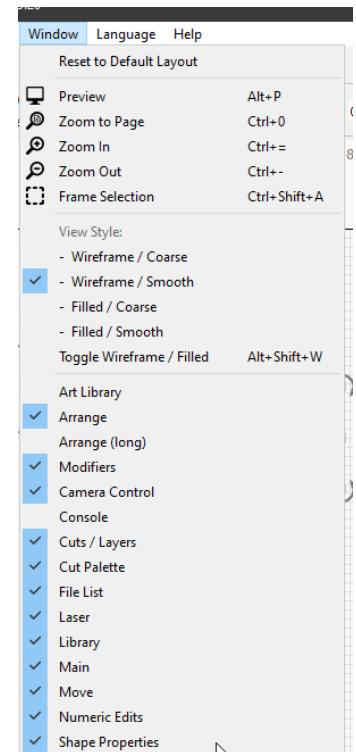 Window Language Help
Reset to Default Layout
Preview Alt+P
Zoom to Page Ctrl+0
Zoom In Ctrl+=
Zoom Out Ctrl+-
Frame Selection Ctrl+Shift+A
View Style:
- Wireframe / Coarse
- Wireframe / Smooth
- Filled / Coarse
- Filled / Smooth
Toggle Wireframe / Filled Alt+Shift+W
Art Library
Arrange
Arrange (long)
Modifiers
Camera Control
Console
Cuts / Layers
Cut Palette
File List
Laser
Library
Main
Move
Numeric Edits
Shape Properties